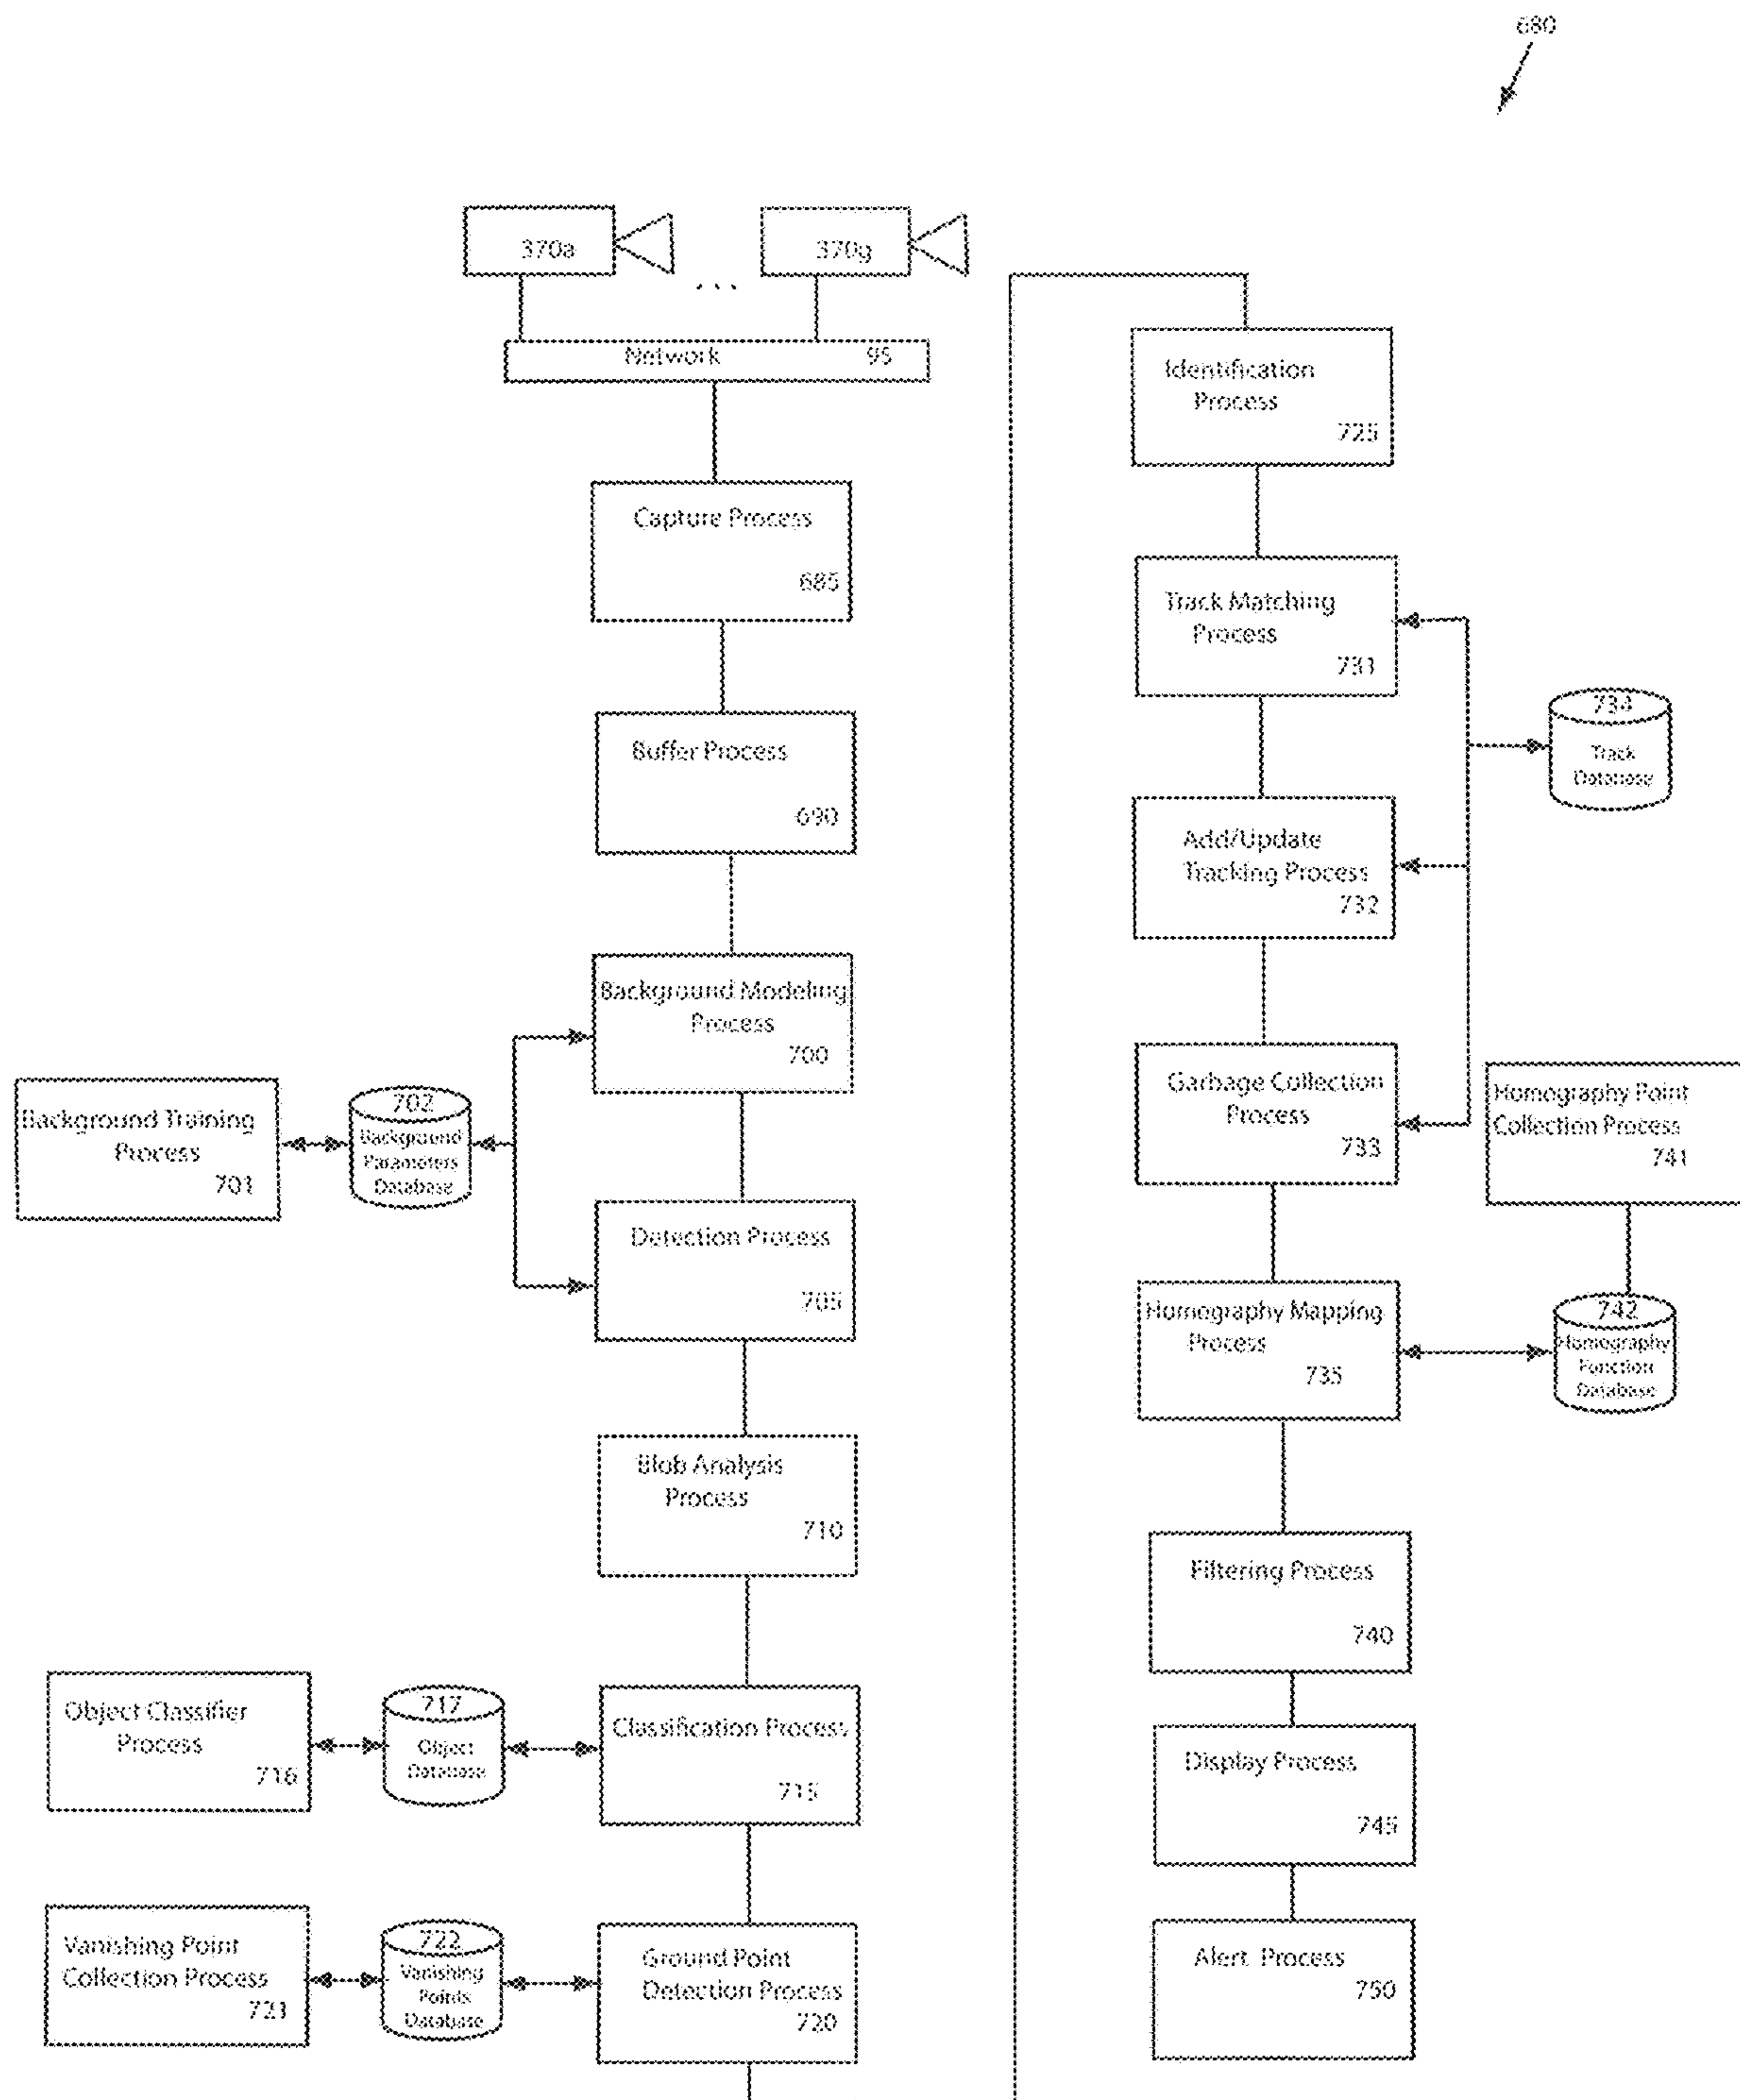 680
370a
370g
...
Network 95
Capture Process
685
Buffer Process
690
Background Modeling
Process
700
Background Training
Process
701
702
Background
Parameters
Database
Detection Process
705
Blob Analysis
Process
710
Object Classifier
Process
716
717
Object
Database
Classification Process
715
Vanishing Point
Collection Process
721
722
Vanishing
Points
Database
Ground Point
Detection Process
720
Identification
Process
725
Track Matching
Process
731
734
Track
Database
Add/Update
Tracking Process
732
Garbage Collection
Process
733
Homography Point
Collection Process
741
Homography Mapping
Process
735
742
Homography
Function
Database
Filtering Process
740
Display Process
745
Alert Process
750